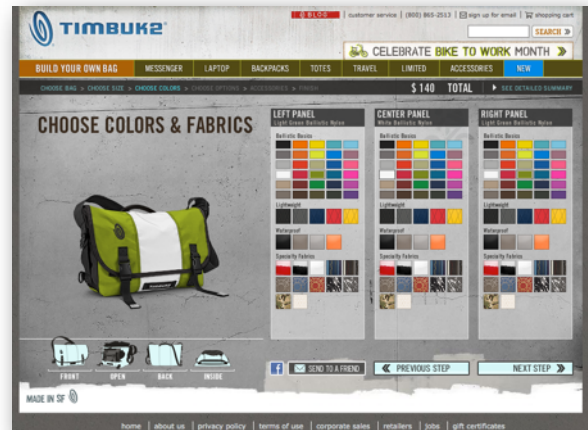 TIMBUK2
BLOG | customer service | (800) 865-2513 | sign up for email | shopping cart
SEARCH »
CELEBRATE BIKE TO WORK MONTH
BUILD YOUR OWN BAG MESSENGER LAPTOP BACKPACKS TOTES TRAVEL LIMITED ACCESSORIES NEW
CHOOSE BAG > CHOOSE SIZE > CHOOSE COLORS > CHOOSE OPTIONS > ACCESSORIES > FINISH
$ 140 TOTAL SEE DETAILED SUMMARY
CHOOSE COLORS & FABRICS
LEFT PANEL
Light Green Ballistic Nylon
Ballistic Basics
Lightweight
Waterproof
Specialty Fabrics
CENTER PANEL
White Ballistic Nylon
Ballistic Basics
Lightweight
Waterproof
Specialty Fabrics
RIGHT PANEL
Light Green Ballistic Nylon
Ballistic Basics
Lightweight
Waterproof
Specialty Fabrics
FRONT OPEN BACK INSIDE
SEND TO A FRIEND
PREVIOUS STEP
NEXT STEP
MADE IN SF
home | about us | privacy policy | terms of use | corporate sales | retailers | jobs | gift certificates